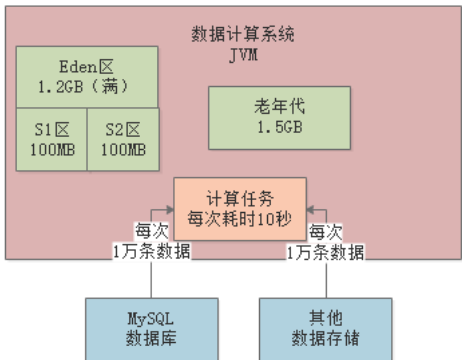 数据计算系统
JVM
Eden区
1.2GB（满）
S1区
100MB
S2区
100MB
老年代
1.5GB
计算任务
每次耗时10秒
每次
1万条数据
每次
1万条数据
MySQL
数据库
其他
数据存储